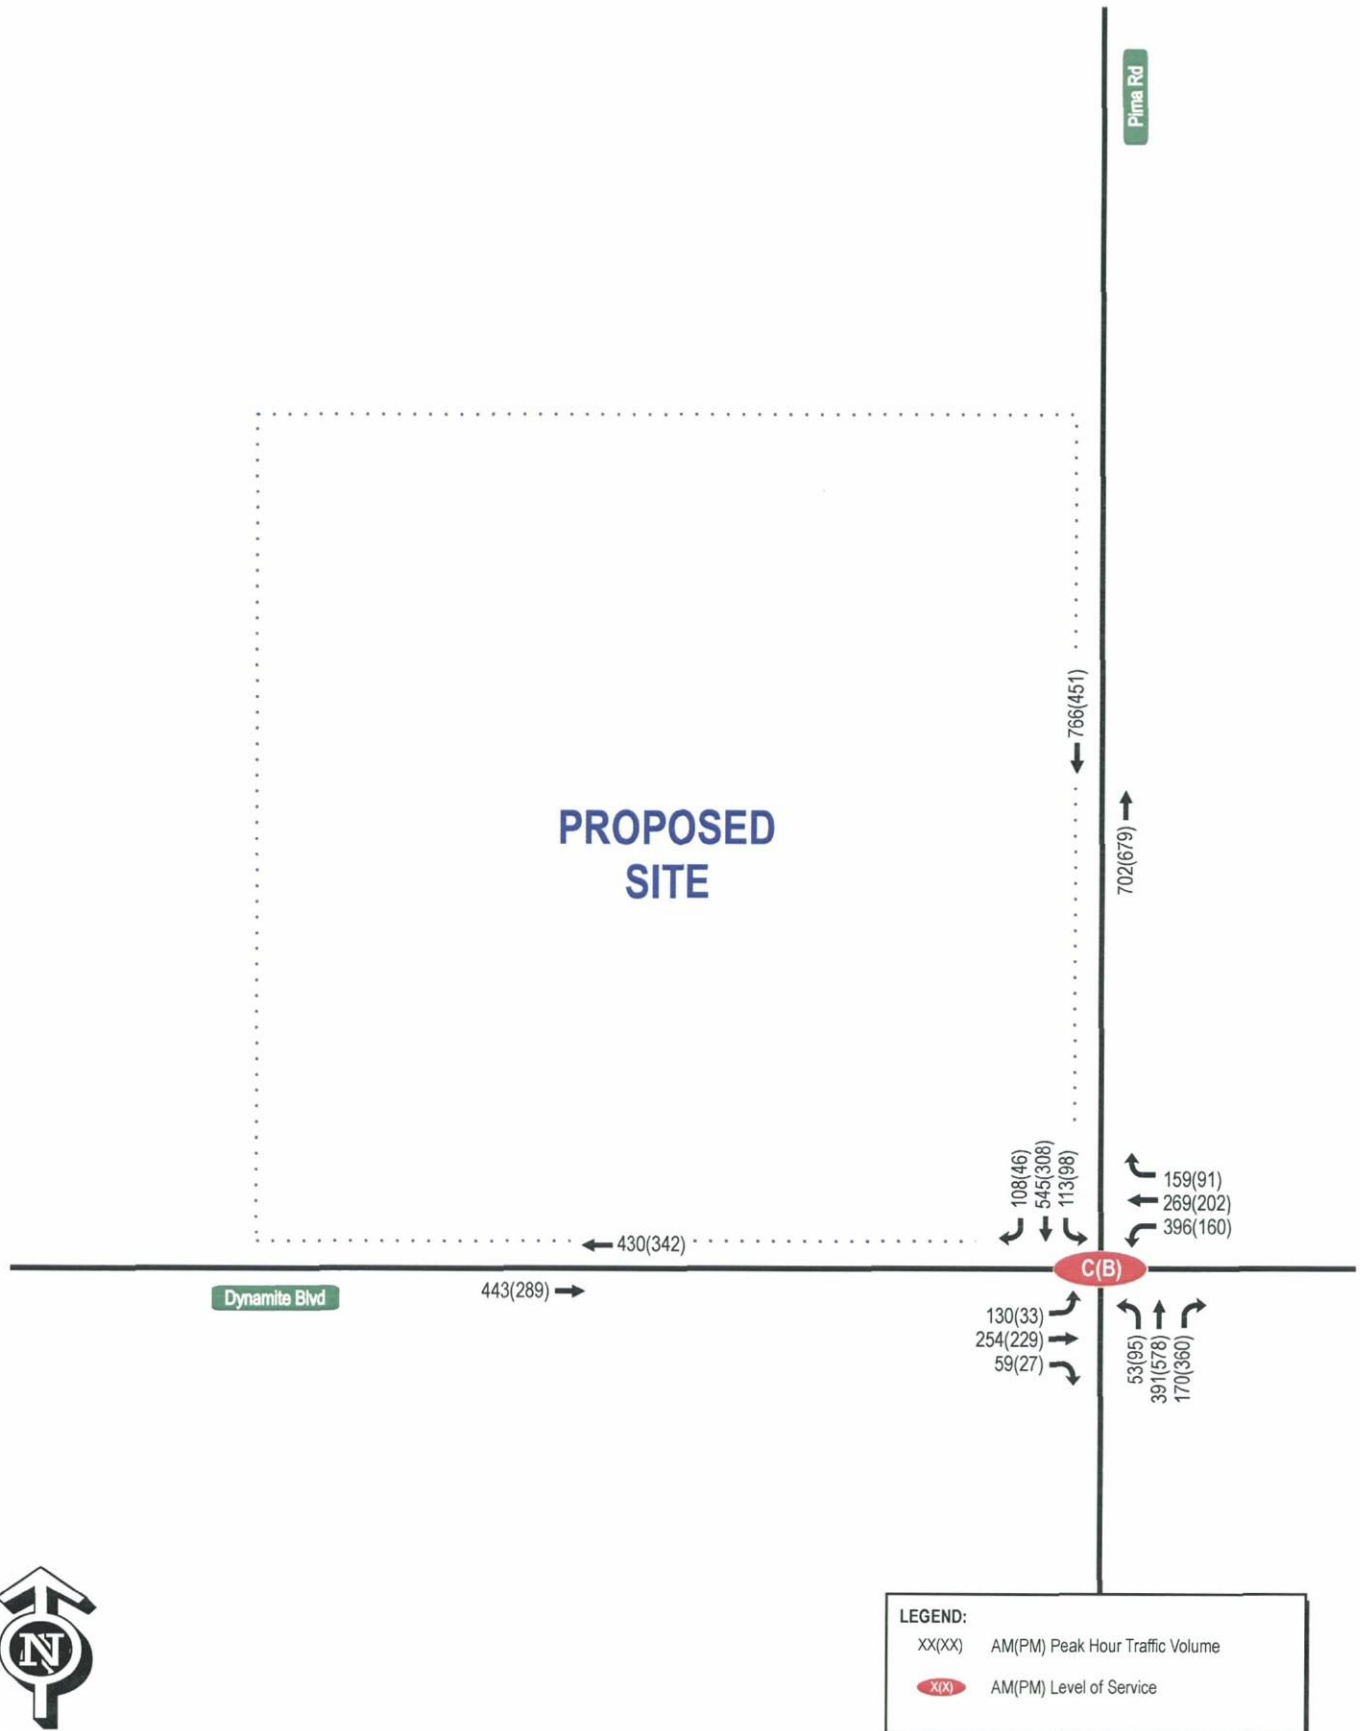 Pima Rd
766(451)
702(679)
PROPOSED
SITE
108(46)
545(308)
113(98)
159(91)
269(202)
396(160)
430(342)
C(B)
Dynamite Blvd
443(289)
130(33)
254(229)
59(27)
53(95)
391(578)
170(360)
N
LEGEND:
XX(XX) AM(PM) Peak Hour Traffic Volume
X(X) AM(PM) Level of Service